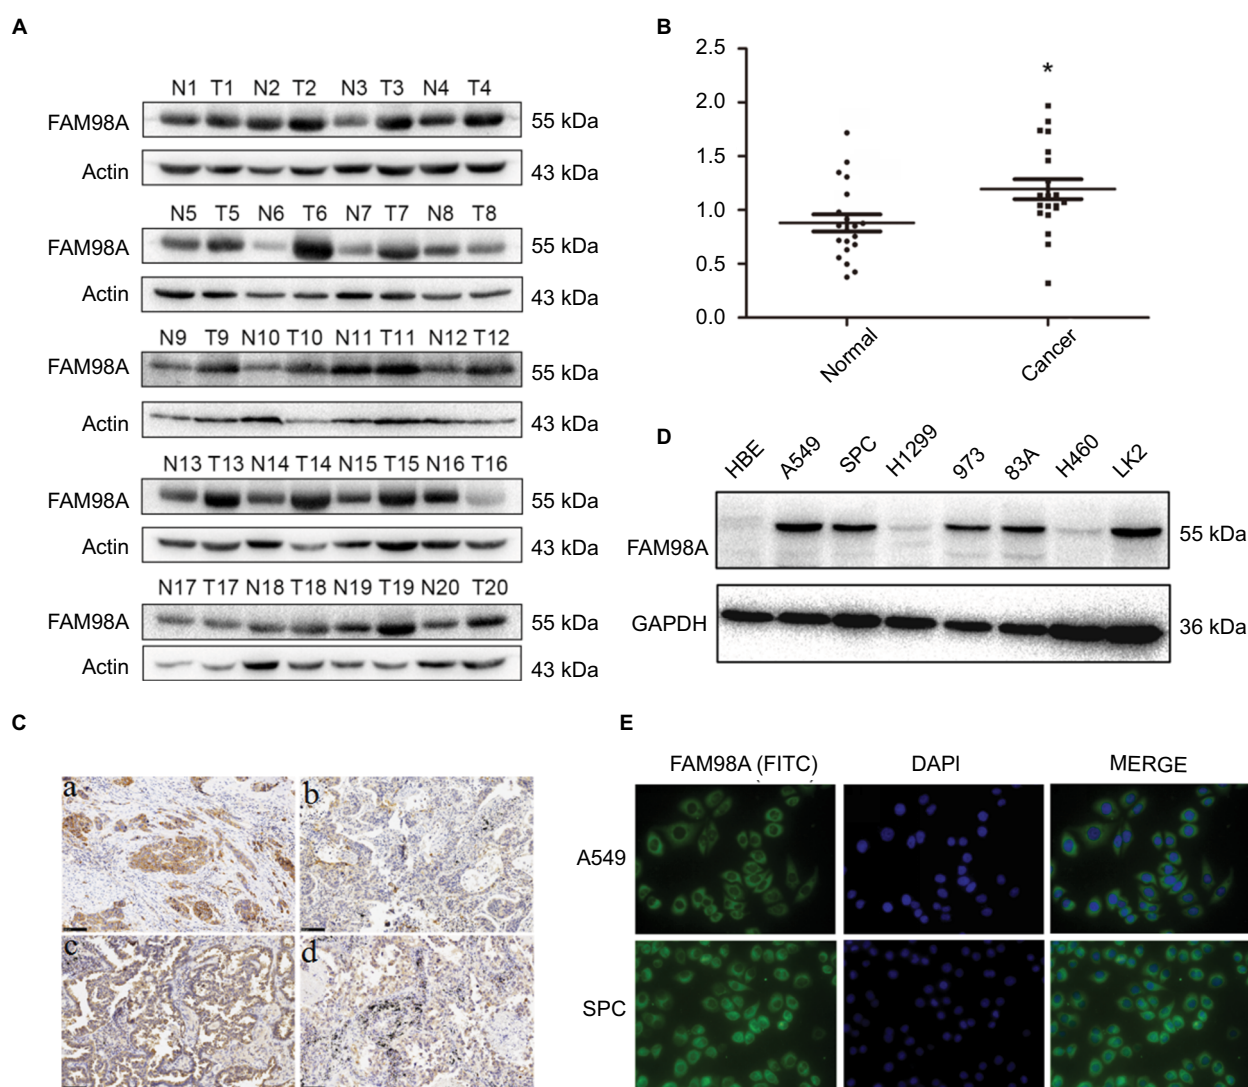 A
N1 T1 N2 T2 N3 T3 N4 T4
FAM98A 55 kDa
Actin 43 kDa
N5 T5 N6 T6 N7 T7 N8 T8
FAM98A 55 kDa
Actin 43 kDa
N9 T9 N10 T10 N11 T11 N12 T12
FAM98A 55 kDa
Actin 43 kDa
N13 T13 N14 T14 N15 T15 N16 T16
FAM98A 55 kDa
Actin 43 kDa
N17 T17 N18 T18 N19 T19 N20 T20
FAM98A 55 kDa
Actin 43 kDa
B
2.5
2.0
1.5
1.0
0.5
0.0
*
Normal Cancer
C
a b
c d
D
HBE A549 SPC H1299 973 83A H460 LK2
FAM98A 55 kDa
GAPDH 36 kDa
E
FAM98A (FITC) DAPI MERGE
A549
SPC